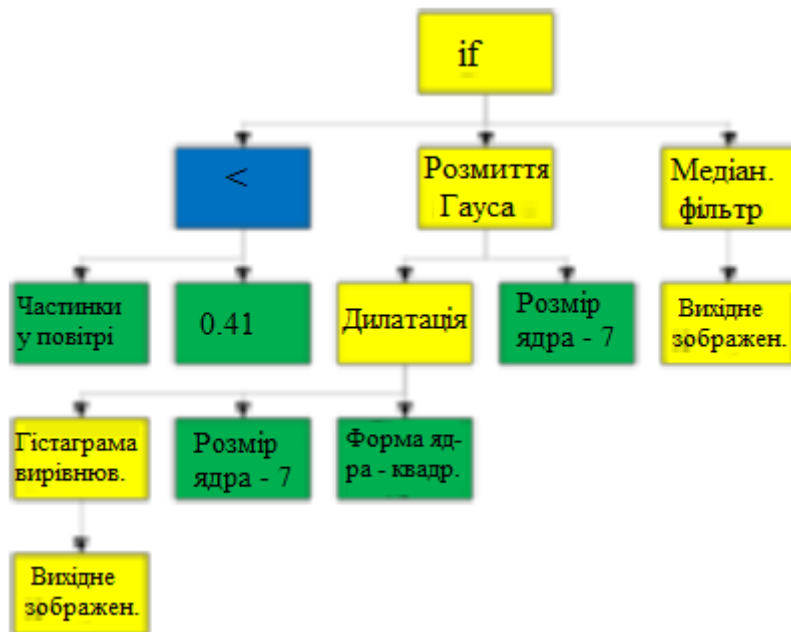 if
<
Розмиття
Гауса
Медіан.
фільтр
Частинки
у повітрі
0.41
Дилатація
Розмір
ядра - 7
Вихідне
зображен.
Гістаграма
вирівнюв.
Розмір
ядра - 7
Форма яд-
ра - квадр.
Вихідне
зображен.